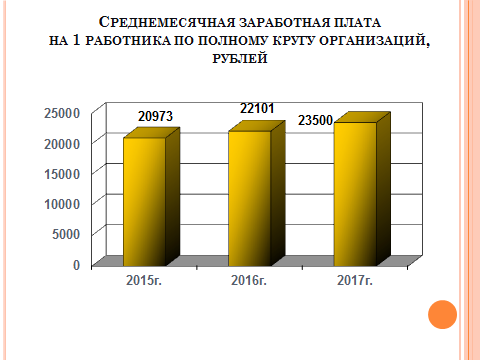 Среднемесячная заработная плата
на 1 работника по полному кругу организаций,
рублей
25000
20000
15000
10000
5000
0
20973
22101
23500
2015г.
2016г.
2017г.